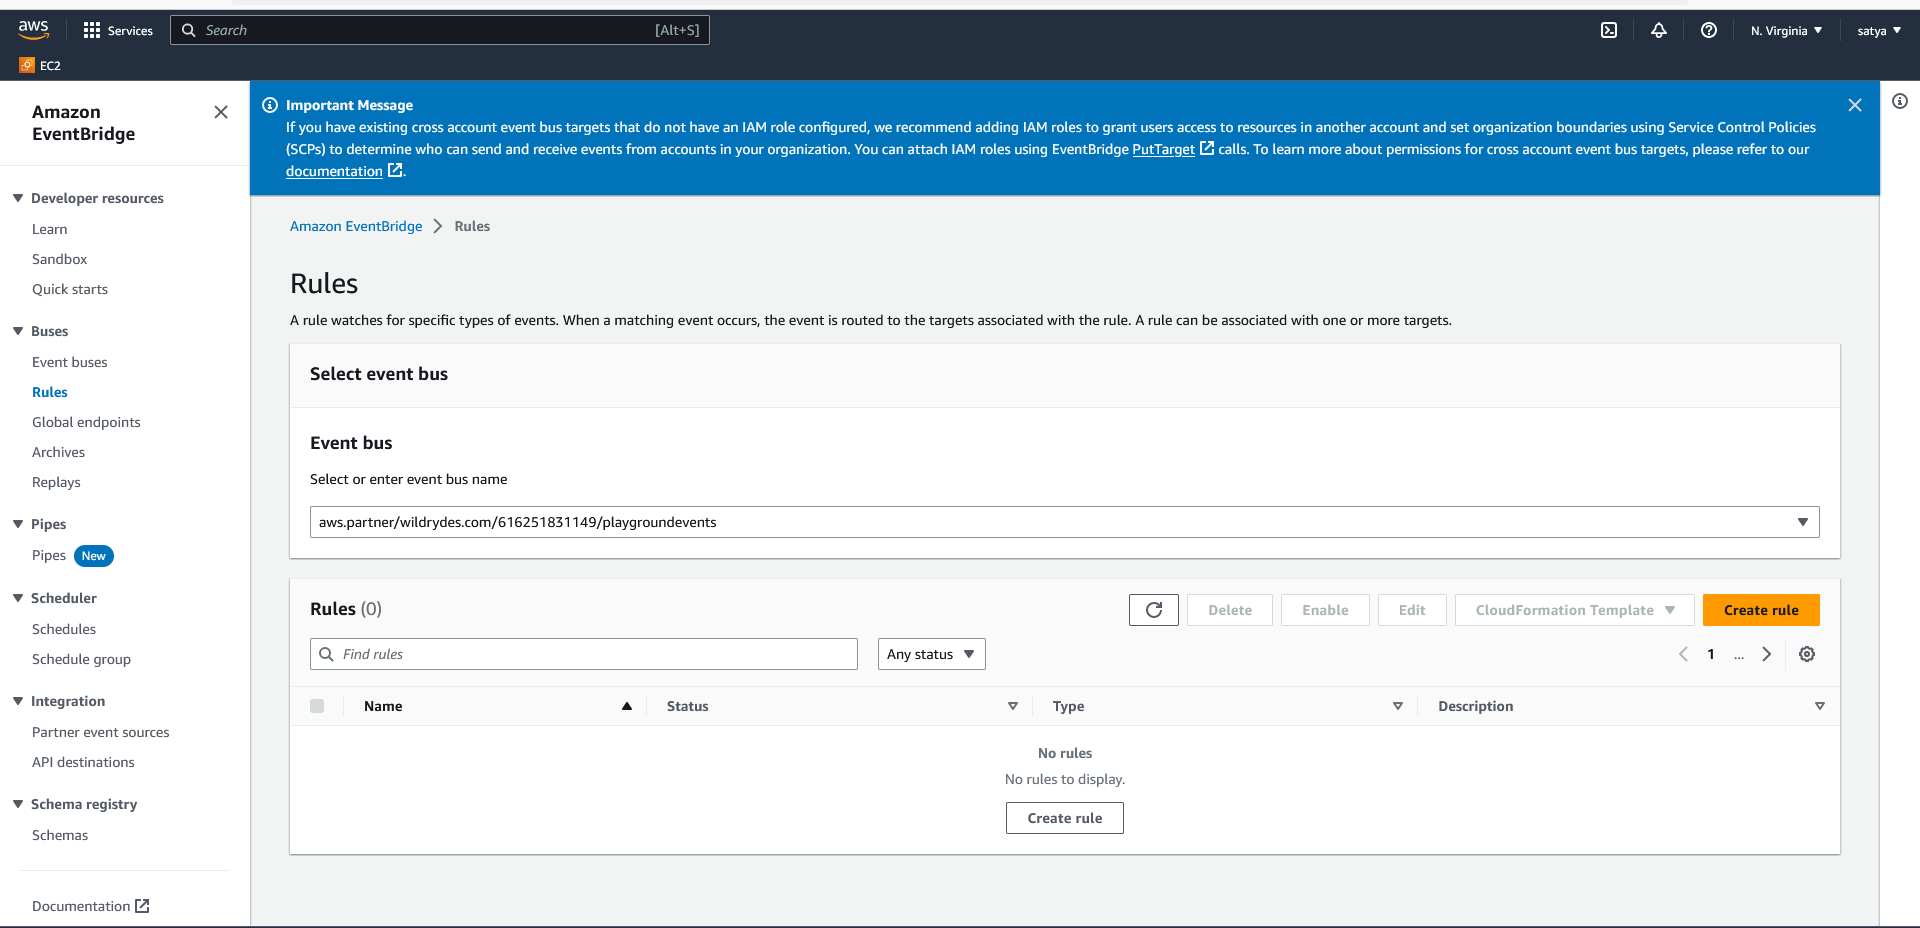 aws
Services
Search
[Alt+S]
N. Virginia
satya
EC2
Amazon
EventBridge
Developer resources
Learn
Sandbox
Quick starts
Buses
Event buses
Rules
Global endpoints
Archives
Replays
Pipes
Pipes New
Scheduler
Schedules
Schedule group
Integration
Partner event sources
API destinations
Schema registry
Schemas
Documentation
Important Message
If you have existing cross account event bus targets that do not have an IAM role configured, we recommend adding IAM roles to grant users access to resources in another account and set organization boundaries using Service Control Policies
(SCPs) to determine who can send and receive events from accounts in your organization. You can attach IAM roles using EventBridge PutTarget calls. To learn more about permissions for cross account event bus targets, please refer to our
documentation .
Amazon EventBridge > Rules
Rules
A rule watches for specific types of events. When a matching event occurs, the event is routed to the targets associated with the rule. A rule can be associated with one or more targets.
Select event bus
Event bus
Select or enter event bus name
aws.partner/wildrydes.com/616251831149/playgroundevents
Rules (0)
Delete
Enable
Edit
CloudFormation Template
Create rule
Find rules
Any status
1 ...
Name
Status
Type
Description
No rules
No rules to display.
Create rule